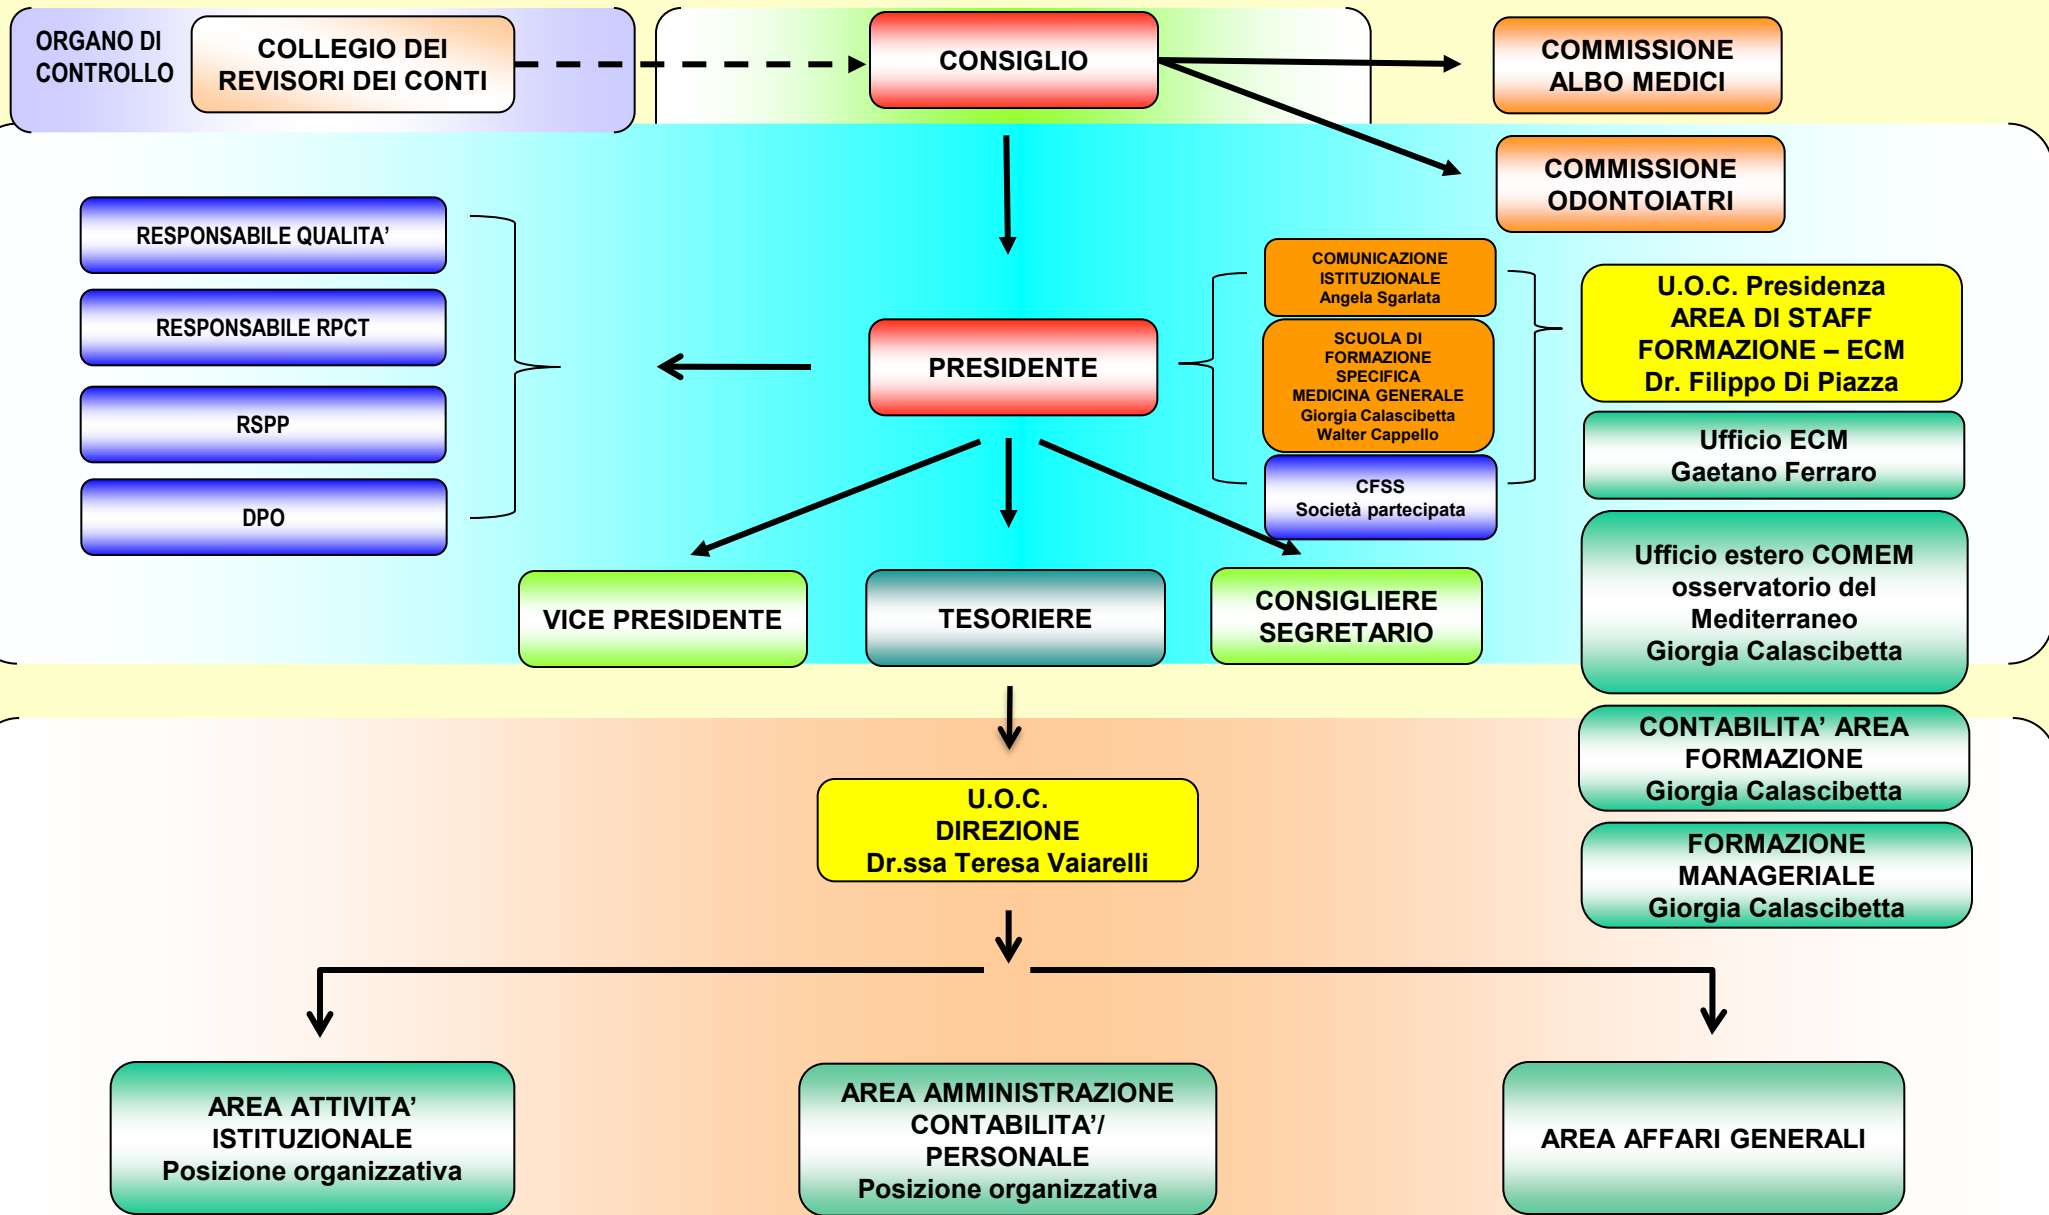 ORGANO DI
CONTROLLO
COLLEGIO DEI
REVISORI DEI CONTI
CONSIGLIO
COMMISSIONE
ALBO MEDICI
COMMISSIONE
ODONTOIATRI
RESPONSABILE QUALITA’
RESPONSABILE RPCT
RSPP
DPO
PRESIDENTE
COMUNICAZIONE
ISTITUZIONALE
Angela Sgarlata
SCUOLA DI
FORMAZIONE
SPECIFICA
MEDICINA GENERALE
Giorgia Calascibetta
Walter Cappello
CFSS
Società partecipata
U.O.C. Presidenza
AREA DI STAFF
FORMAZIONE – ECM
Dr. Filippo Di Piazza
Ufficio ECM
Gaetano Ferraro
Ufficio estero COMEM
osservatorio del
Mediterraneo
Giorgia Calascibetta
CONTABILITA’ AREA
FORMAZIONE
Giorgia Calascibetta
FORMAZIONE
MANAGERIALE
Giorgia Calascibetta
VICE PRESIDENTE
TESORIERE
CONSIGLIERE
SEGRETARIO
U.O.C.
DIREZIONE
Dr.ssa Teresa Vaiarelli
AREA ATTIVITA’
ISTITUZIONALE
Posizione organizzativa
AREA AMMINISTRAZIONE
CONTABILITA’/
PERSONALE
Posizione organizzativa
AREA AFFARI GENERALI